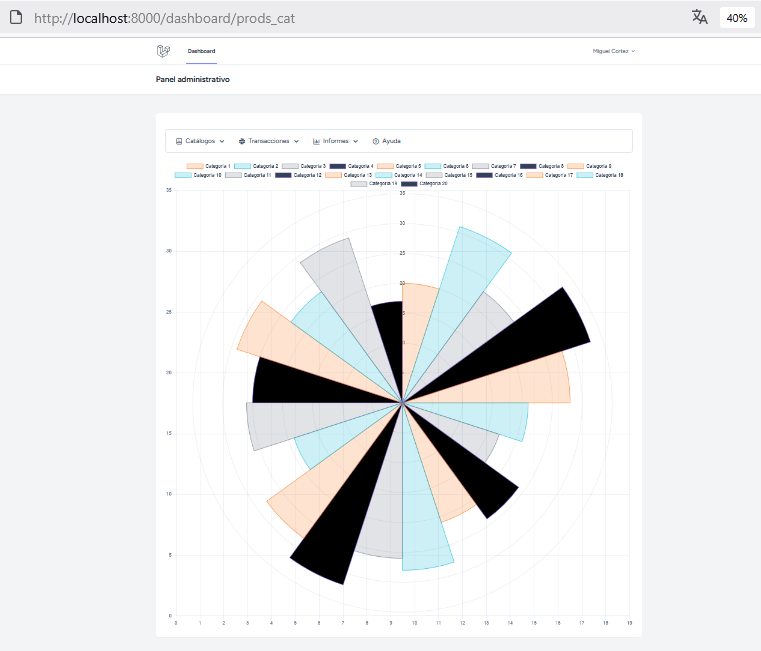 http://localhost:8000/dashboard/prods_cat 40%
Dashboard Miguel Cortez
Panel administrativo
Catálogos Transacciones Informes Ayuda
Categoria 1 Categoria 2 Categoria 3 Categoria 4 Categoria 5 Categoria 6 Categoria 7 Categoria 8 Categoria 9
Categoria 10 Categoria 11 Categoria 12 Categoria 13 Categoria 14 Categoria 15 Categoria 16 Categoria 17 Categoria 18
Categoria 19 Categoria 20
35
35
30
30
25
25
20
20
15
10
5
0
0 1 2 3 4 5 6 7 8 9 10 11 12 13 14 15 16 17 18 19